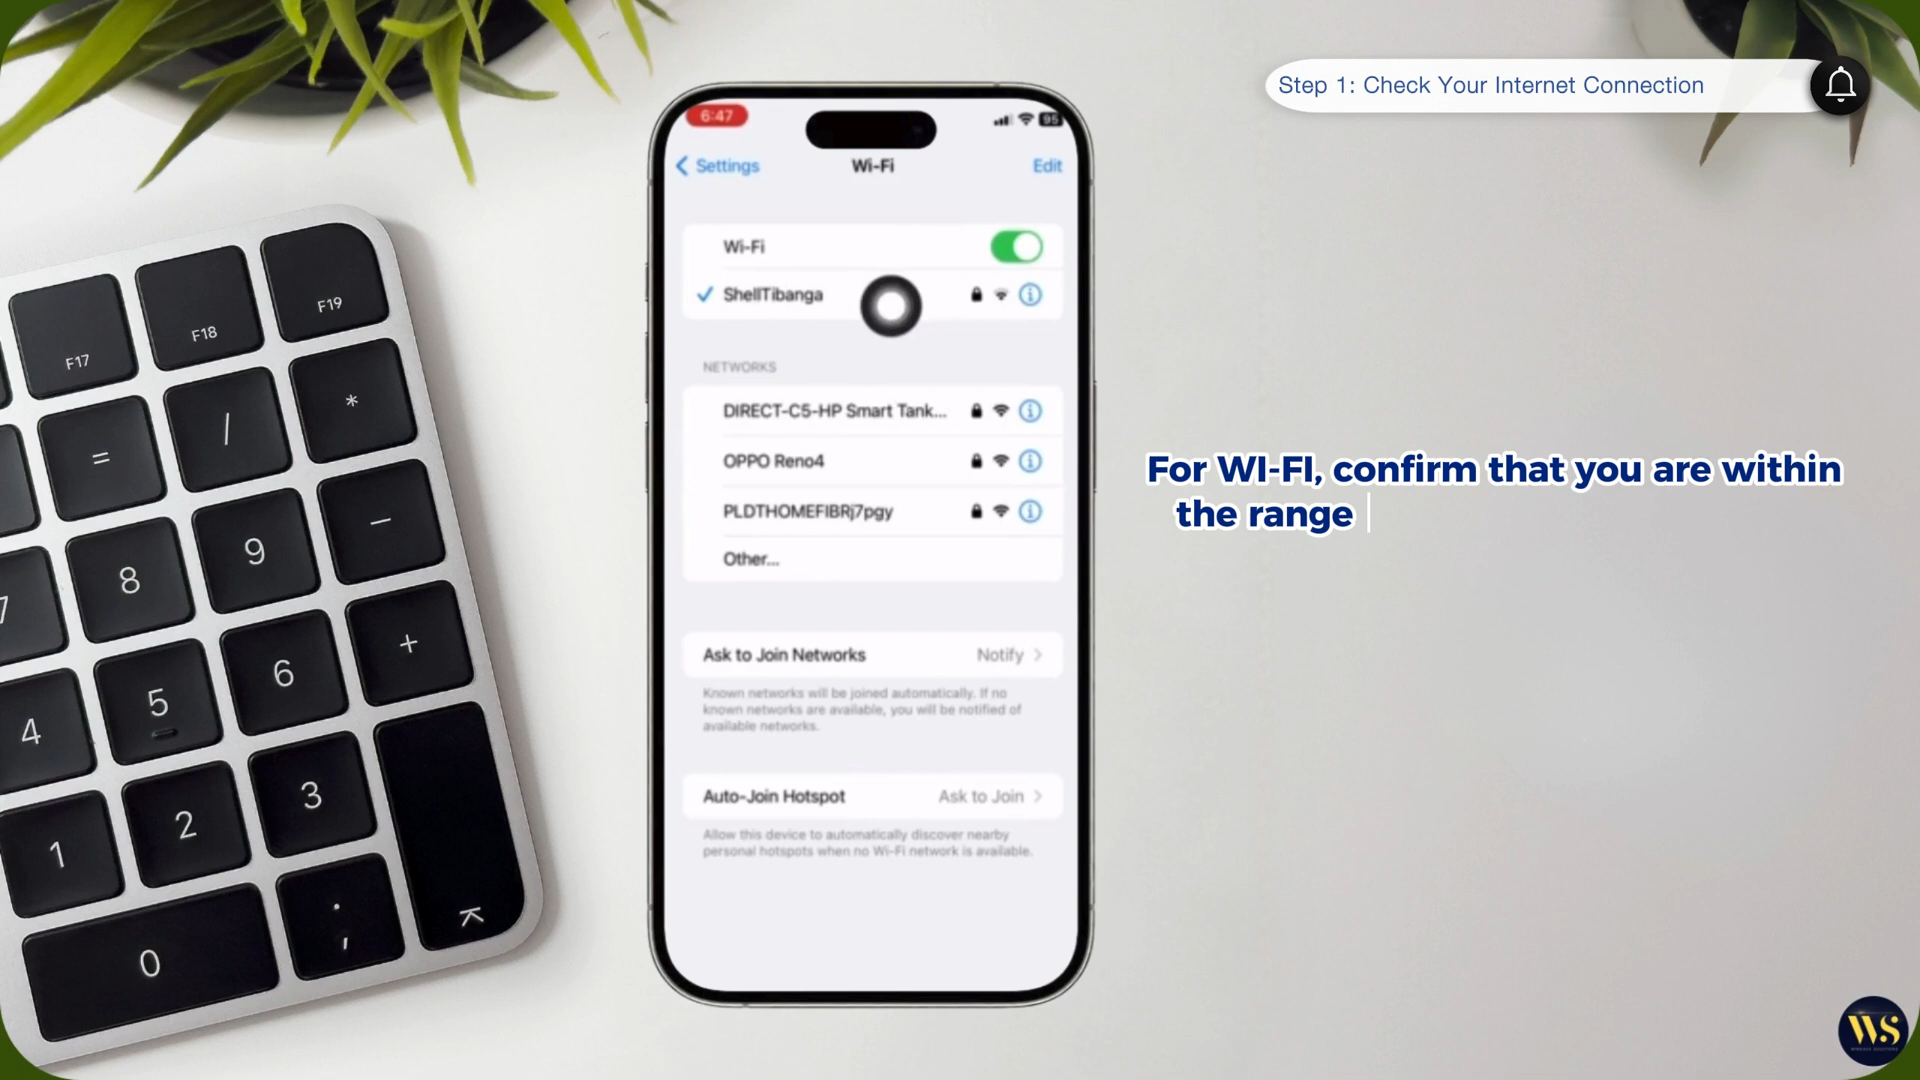 Step 1: Check Your Internet Connection
6:47
95
Settings
Wi-Fi
Edit
Wi-Fi
ShellTibanga
NETWORKS
DIRECT-C5-HP Smart Tank...
OPPO Reno4
PLDTHOMEFIBRj7pgy
Other...
Ask to Join Networks
Notify
Known networks will be joined automatically. If no
known networks are available, you will be notified of
available networks.
Auto-Join Hotspot
Ask to Join
Allow this device to automatically discover nearby
personal hotspots when no Wi-Fi network is available.
For WI-FI, confirm that you are within
the range
F17
F18
F19
=
/
*
7
8
9
−
4
5
6
+
1
2
3
0
.
,
WS